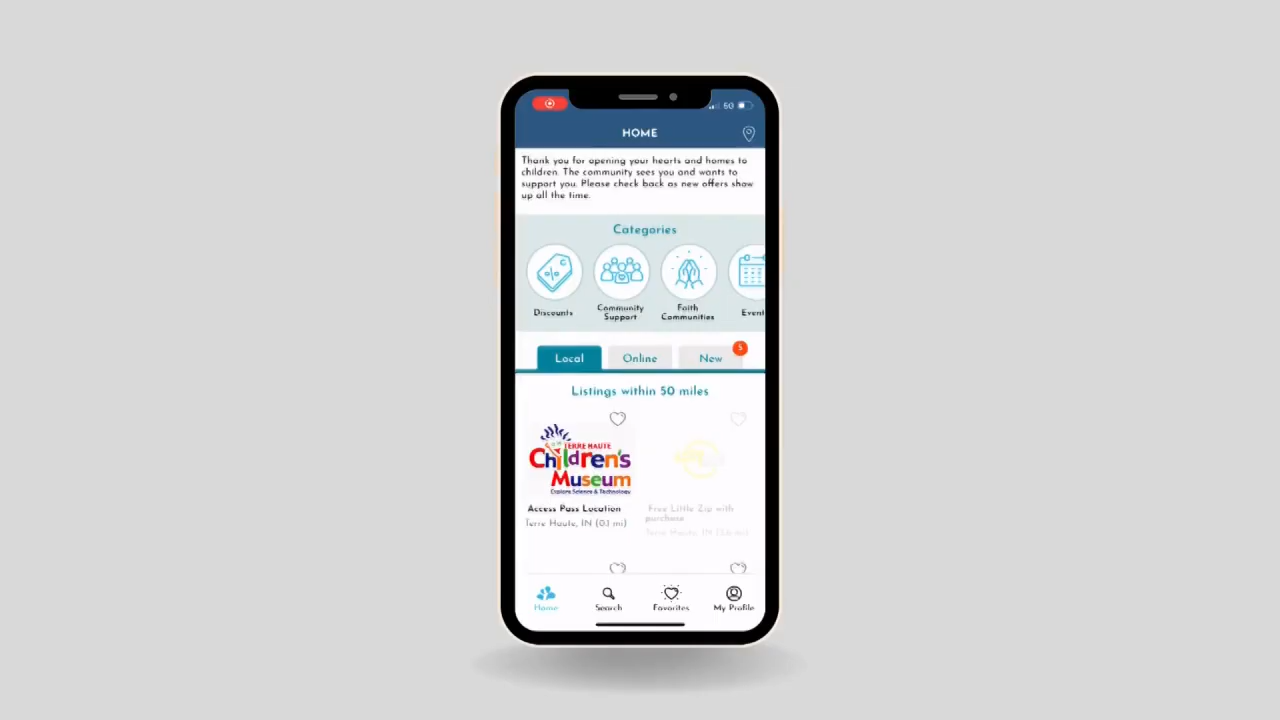 5G
HOME
Thank you for opening your hearts and homes to
children. The community sees you and wants to
support you. Please check back as new offers show
up all the time.
Categories
Discounts
Community
Support
Faith
Communities
Event
Local
Online
New
5
Listings within 50 miles
TERRE HAUTE
Children's
Museum
Explore Science & Technology
Access Pass Location
Terre Haute, IN (0.1 mi)
Free Little Zip with
purchase
Terre Haute, IN (3.6 mi)
Home
Search
Favorites
My Profile